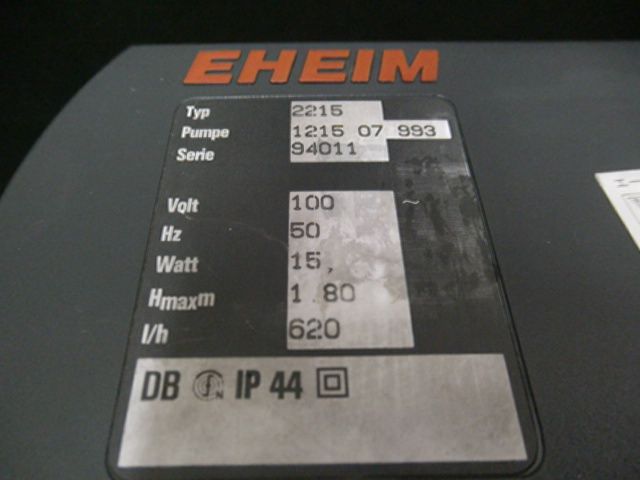 EHEIM
Typ 2215
Pumpe 1215 07 993
Serie 94011
Volt 100 ~
Hz 50
Watt 15,
Hmaxm 1.80
l/h 620
DB IP 44